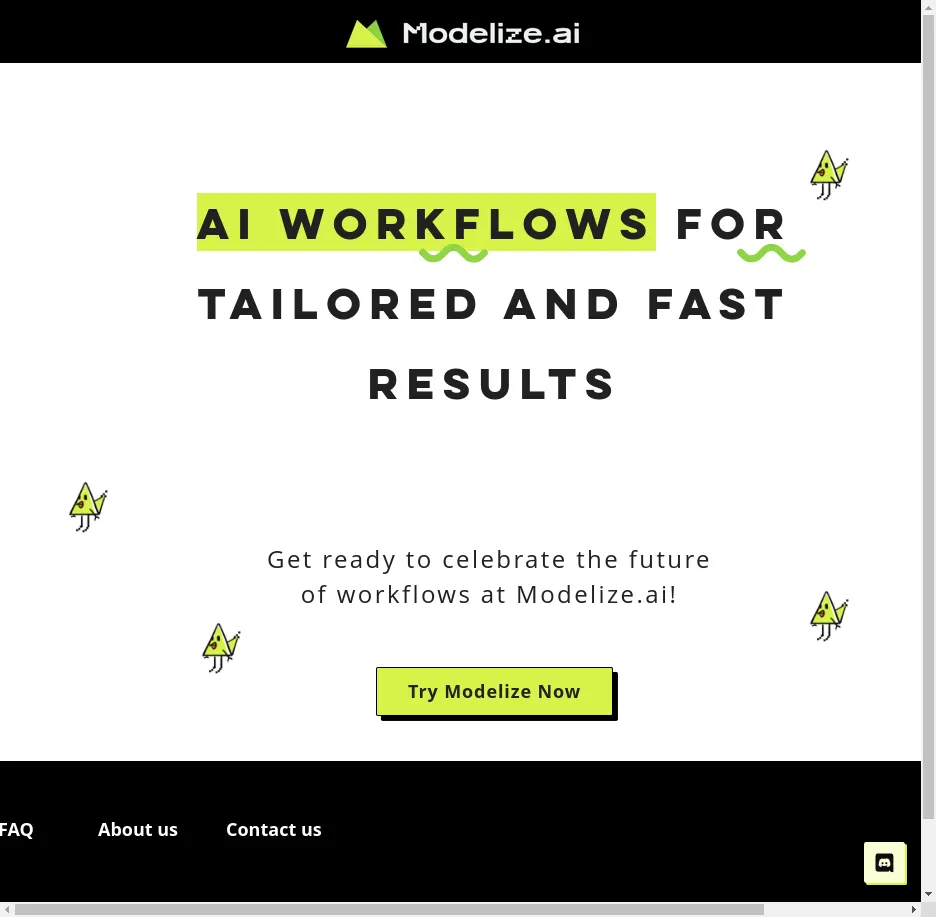 Modelize.ai
AI WORKFLOWS FOR
TAILORED AND FAST
RESULTS
Get ready to celebrate the future
of workflows at Modelize.ai!
Try Modelize Now
FAQ About us Contact us